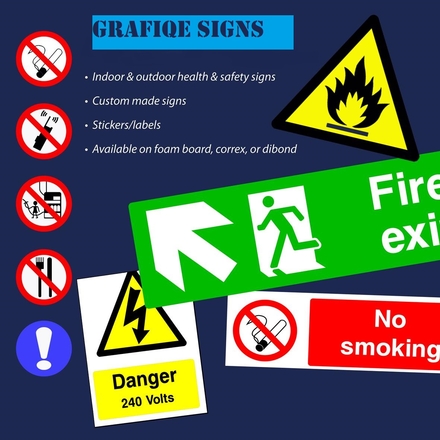 GRAFIQE SIGNS
• Indoor & outdoor health & safety signs
• Custom made signs
• Stickers/labels
• Available on foam board, correx, or dibond
Fire
exi
No
smoking
Danger
240 Volts